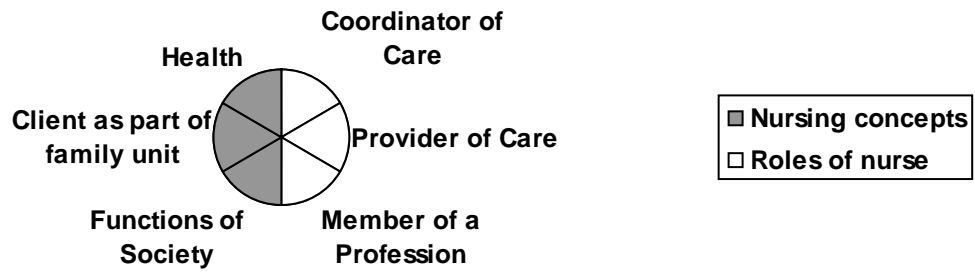 Coordinator of
Care
Health
Client as part of
family unit
Provider of Care
Functions of
Society
Member of a
Profession
Nursing concepts
Roles of nurse